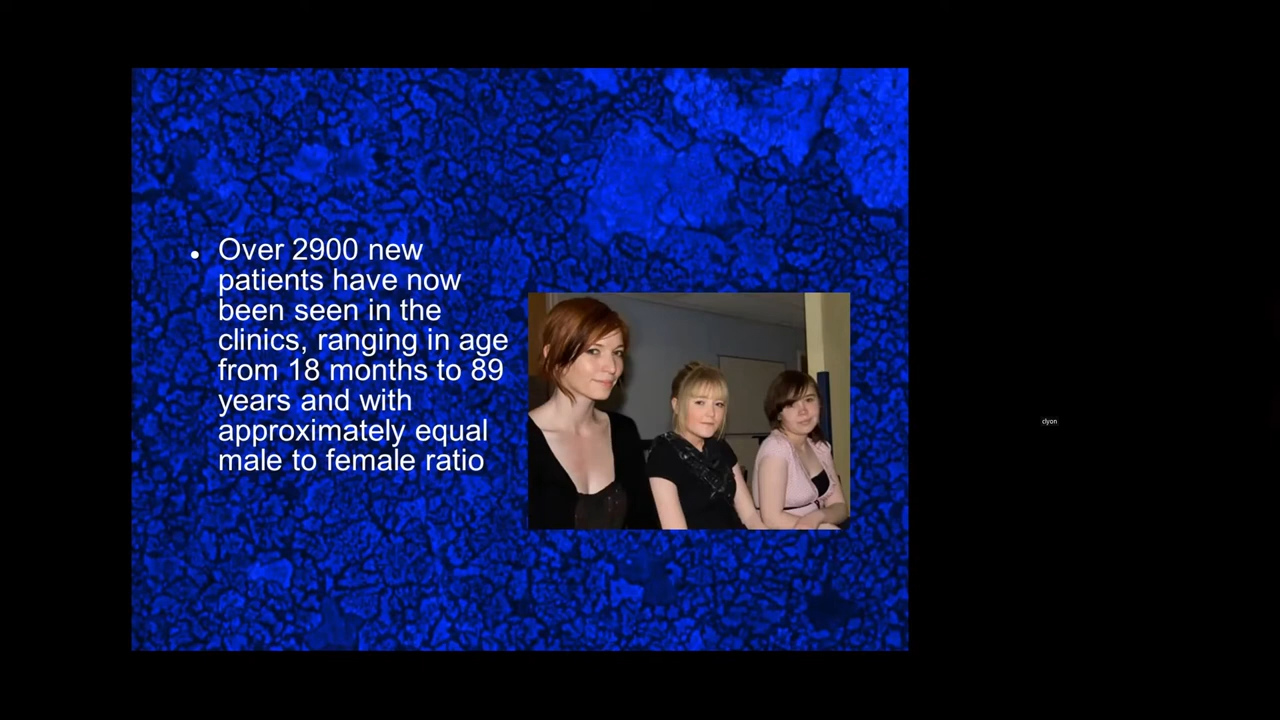 Over 2900 new
patients have now
been seen in the
clinics, ranging in age
from 18 months to 89
years and with
approximately equal
male to female ratio
clyon